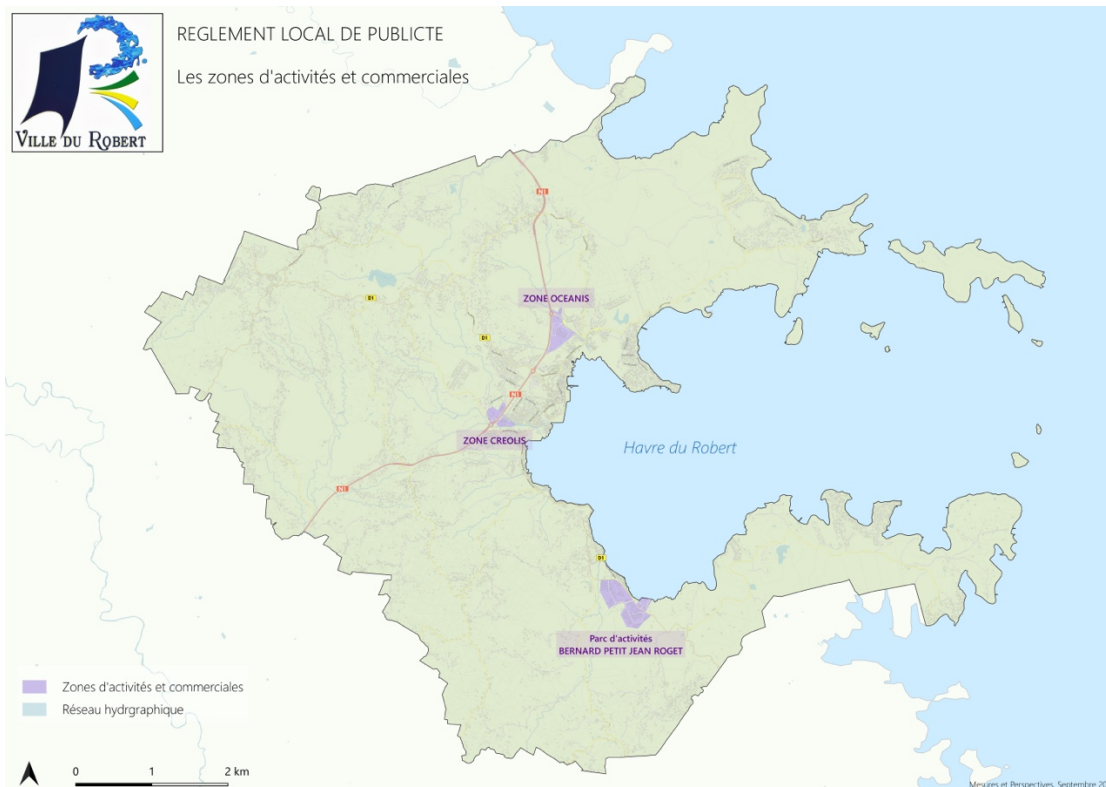 REGLEMENT LOCAL DE PUBLICTE
Les zones d'activités et commerciales
VILLE DU ROBERT
N1
ZONE OCEANIS
D1
D1
N1
ZONE CREOLIS
Havre du Robert
N1
D1
Parc d'activités
BERNARD PETIT JEAN ROGET
Zones d'activités et commerciales
Réseau hydrgraphique
0 1 2 km
Mesures et Perspectives, Septembre 20